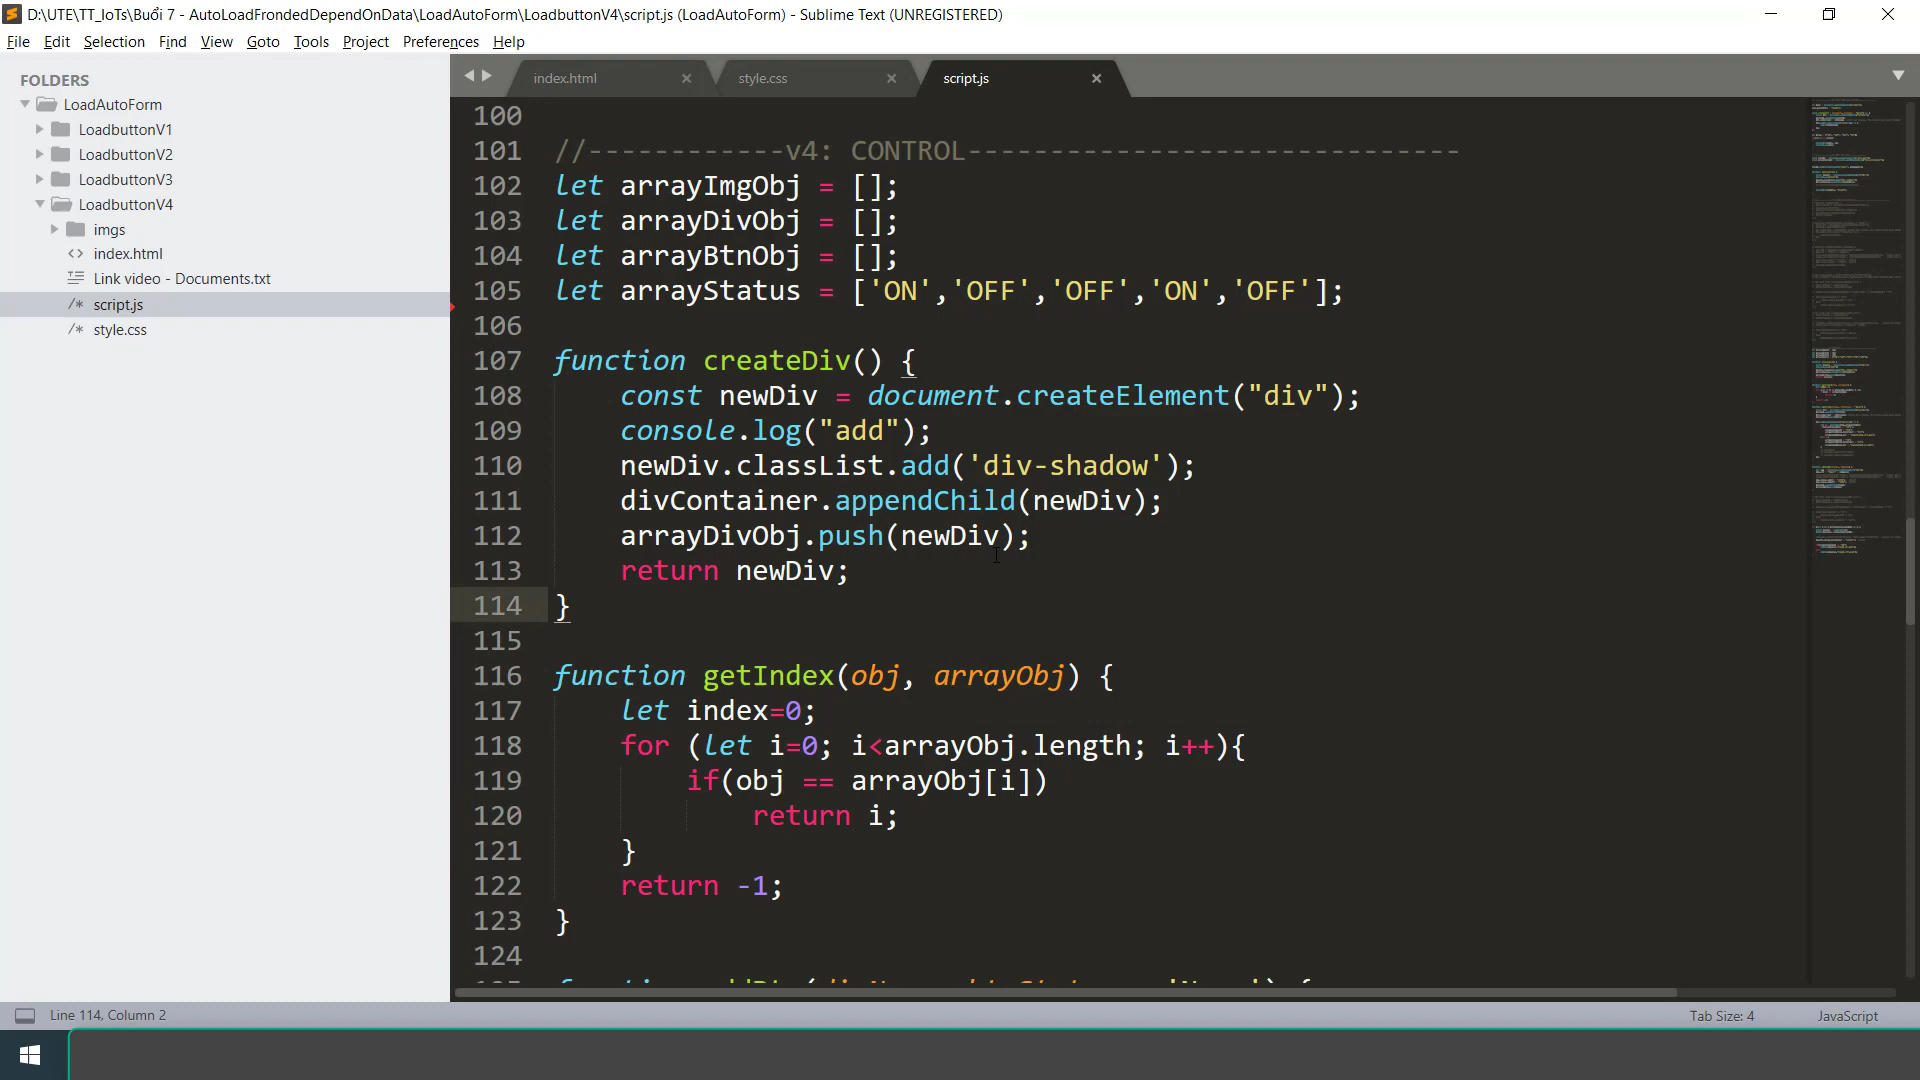 D:\UTE\TT_IoTs\Buổi 7 - AutoLoadFrondedDependOnData\LoadAutoForm\LoadbuttonV4\script.js (LoadAutoForm) - Sublime Text (UNREGISTERED)
File Edit Selection Find View Goto Tools Project Preferences Help
FOLDERS
LoadAutoForm
LoadbuttonV1
LoadbuttonV2
LoadbuttonV3
LoadbuttonV4
imgs
index.html
Link video - Documents.txt
script.js
style.css
index.html style.css script.js
100
101 //------------v4: CONTROL------------------------------
102 let arrayImgObj = [];
103 let arrayDivObj = [];
104 let arrayBtnObj = [];
105 let arrayStatus = ['ON','OFF','OFF','ON','OFF'];
106
107 function createDiv() {
108 const newDiv = document.createElement("div");
109 console.log("add");
110 newDiv.classList.add('div-shadow');
111 divContainer.appendChild(newDiv);
112 arrayDivObj.push(newDiv);
113 return newDiv;
114 }
115
116 function getIndex(obj, arrayObj) {
117 let index=0;
118 for (let i=0; i<arrayObj.length; i++){
119 if(obj == arrayObj[i])
120 return i;
121 }
122 return -1;
123 }
124
Line 114, Column 2 Tab Size: 4 JavaScript